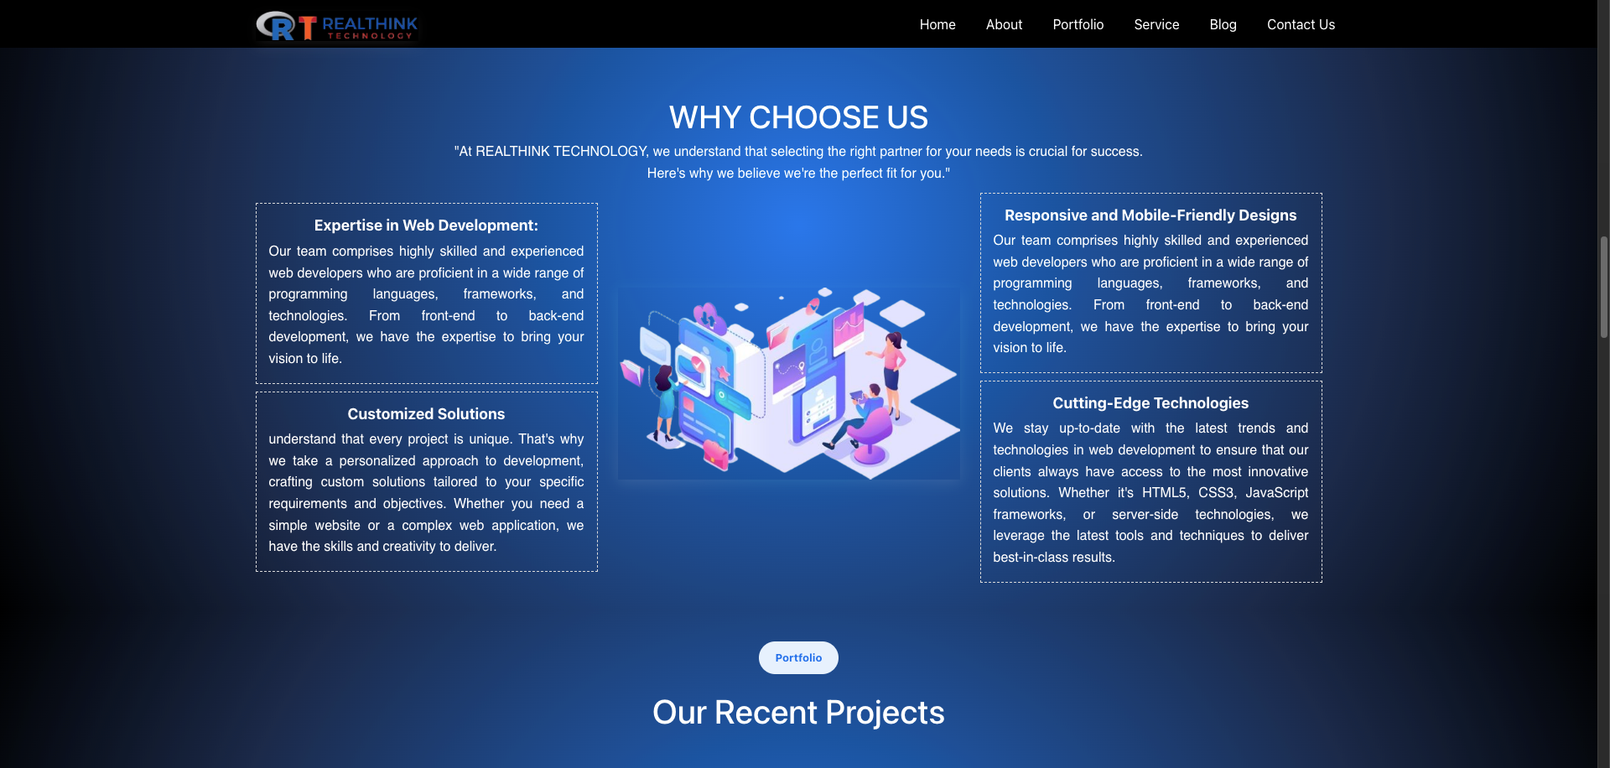 RT REALTHINK
TECHNOLOGY
Home About Portfolio Service Blog Contact Us
WHY CHOOSE US
"At REALTHINK TECHNOLOGY, we understand that selecting the right partner for your needs is crucial for success.
Here's why we believe we're the perfect fit for you."
Expertise in Web Development:
Our team comprises highly skilled and experienced
web developers who are proficient in a wide range of
programming languages, frameworks, and
technologies. From front-end to back-end
development, we have the expertise to bring your
vision to life.
Customized Solutions
understand that every project is unique. That's why
we take a personalized approach to development,
crafting custom solutions tailored to your specific
requirements and objectives. Whether you need a
simple website or a complex web application, we
have the skills and creativity to deliver.
Responsive and Mobile-Friendly Designs
Our team comprises highly skilled and experienced
web developers who are proficient in a wide range of
programming languages, frameworks, and
technologies. From front-end to back-end
development, we have the expertise to bring your
vision to life.
Cutting-Edge Technologies
We stay up-to-date with the latest trends and
technologies in web development to ensure that our
clients always have access to the most innovative
solutions. Whether it's HTML5, CSS3, JavaScript
frameworks, or server-side technologies, we
leverage the latest tools and techniques to deliver
best-in-class results.
Portfolio
Our Recent Projects